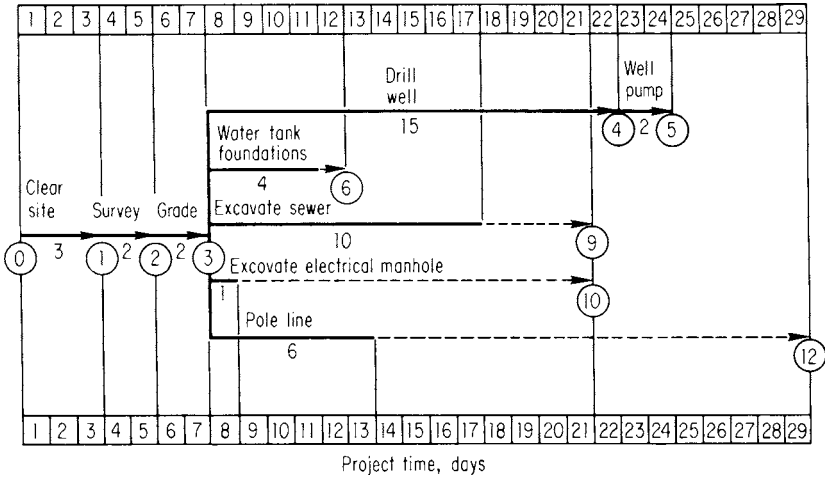 1 2 3 4 5 6 7 8 9 10 11 12 13 14 15 16 17 18 19 20 21 22 23 24 25 26 27 28 29
Drill
well
Well
pump
15
4
2
5
Water tank
foundations
4
6
Clear
site
Survey
Grade
Excavate sewer
0
3
1
2
2
2
3
10
9
Excovate electrical manhole
1
10
Pole line
6
12
1 2 3 4 5 6 7 8 9 10 11 12 13 14 15 16 17 18 19 20 21 22 23 24 25 26 27 28 29
Project time, days